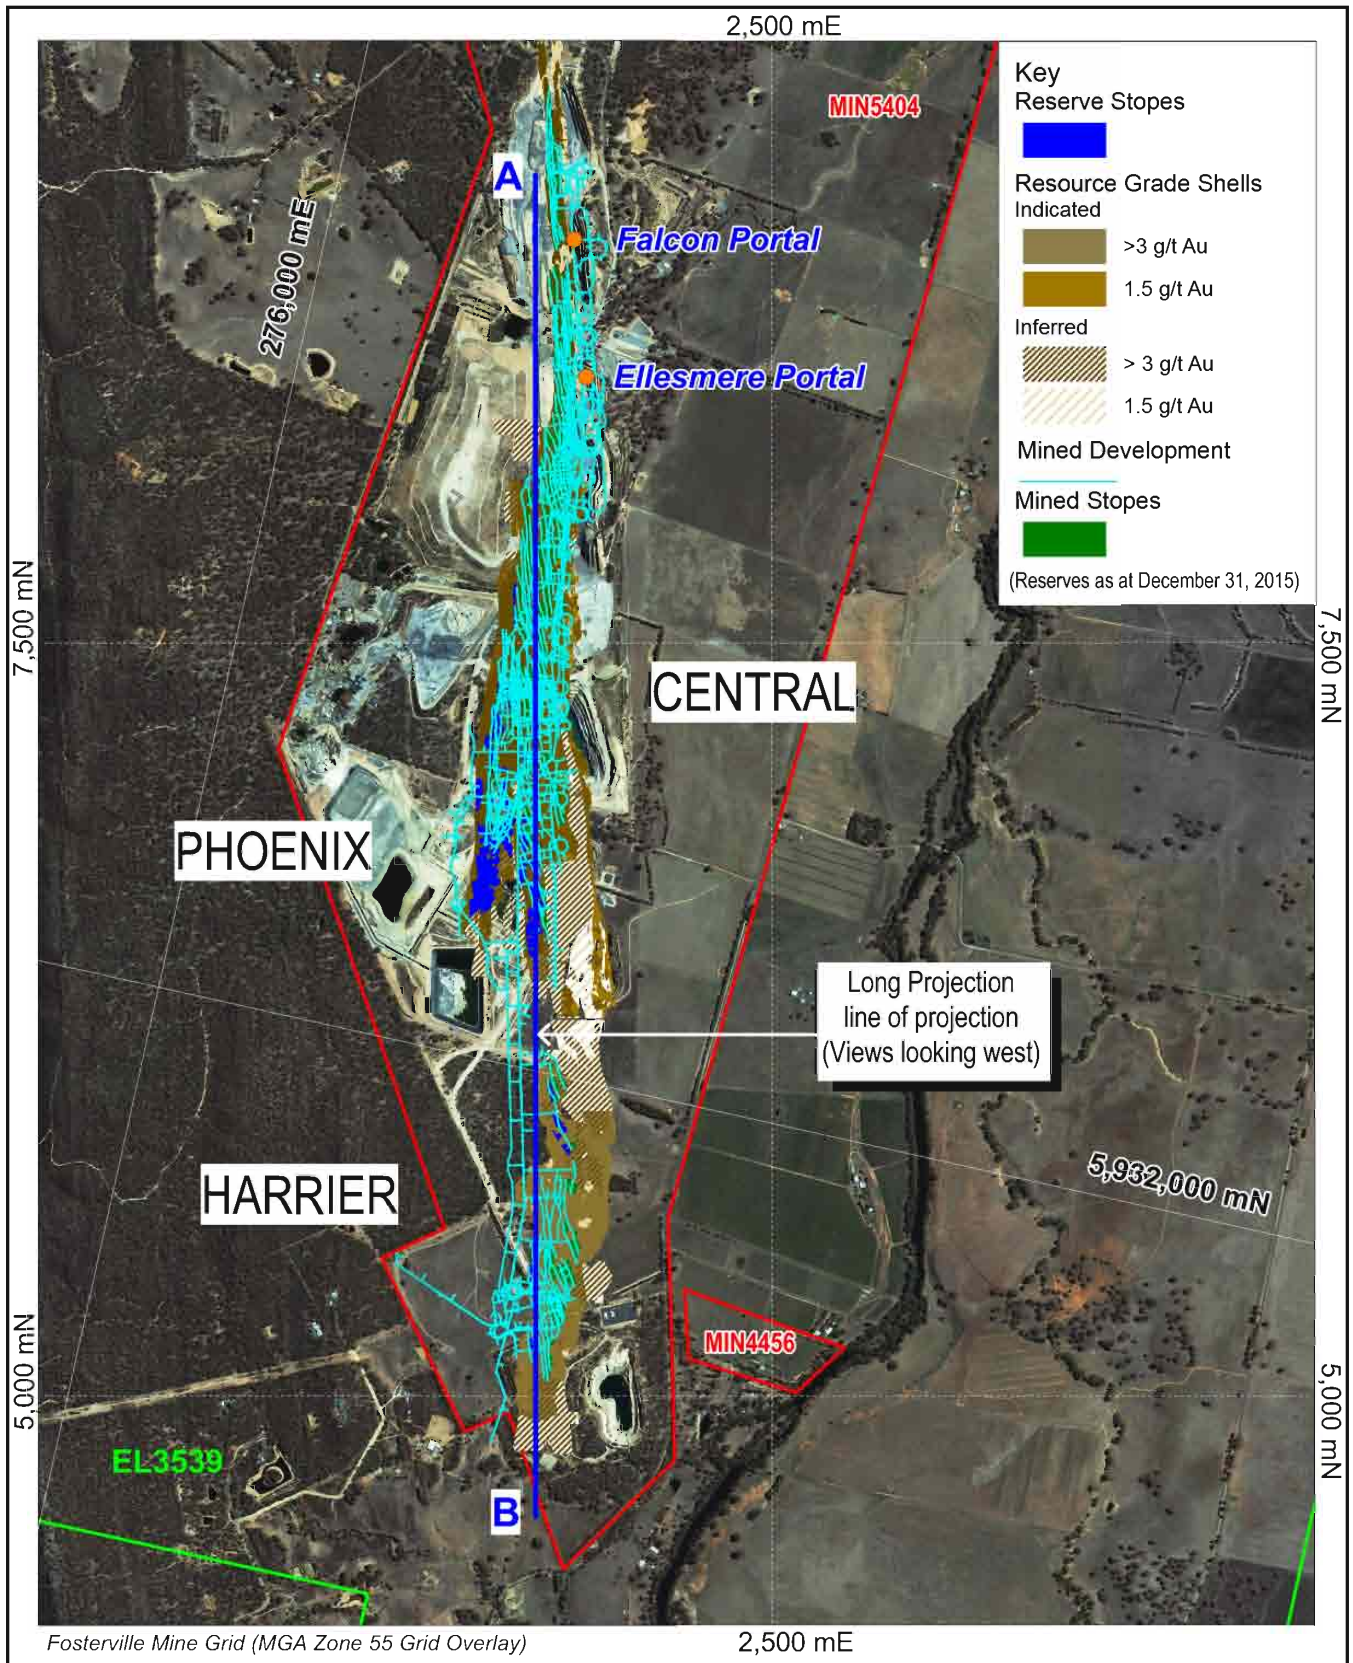 2,500 mE
MIN5404
Key
Reserve Stopes
Resource Grade Shells
Indicated
>3 g/t Au
1.5 g/t Au
Inferred
> 3 g/t Au
1.5 g/t Au
Mined Development
Mined Stopes
(Reserves as at December 31, 2015)
A
Falcon Portal
276,000 mE
Ellesmere Portal
7,500 mN
7,500 mN
CENTRAL
PHOENIX
Long Projection
line of projection
(Views looking west)
HARRIER
5,932,000 mN
MIN4456
5,000 mN
5,000 mN
EL3539
B
Fosterville Mine Grid (MGA Zone 55 Grid Overlay)
2,500 mE